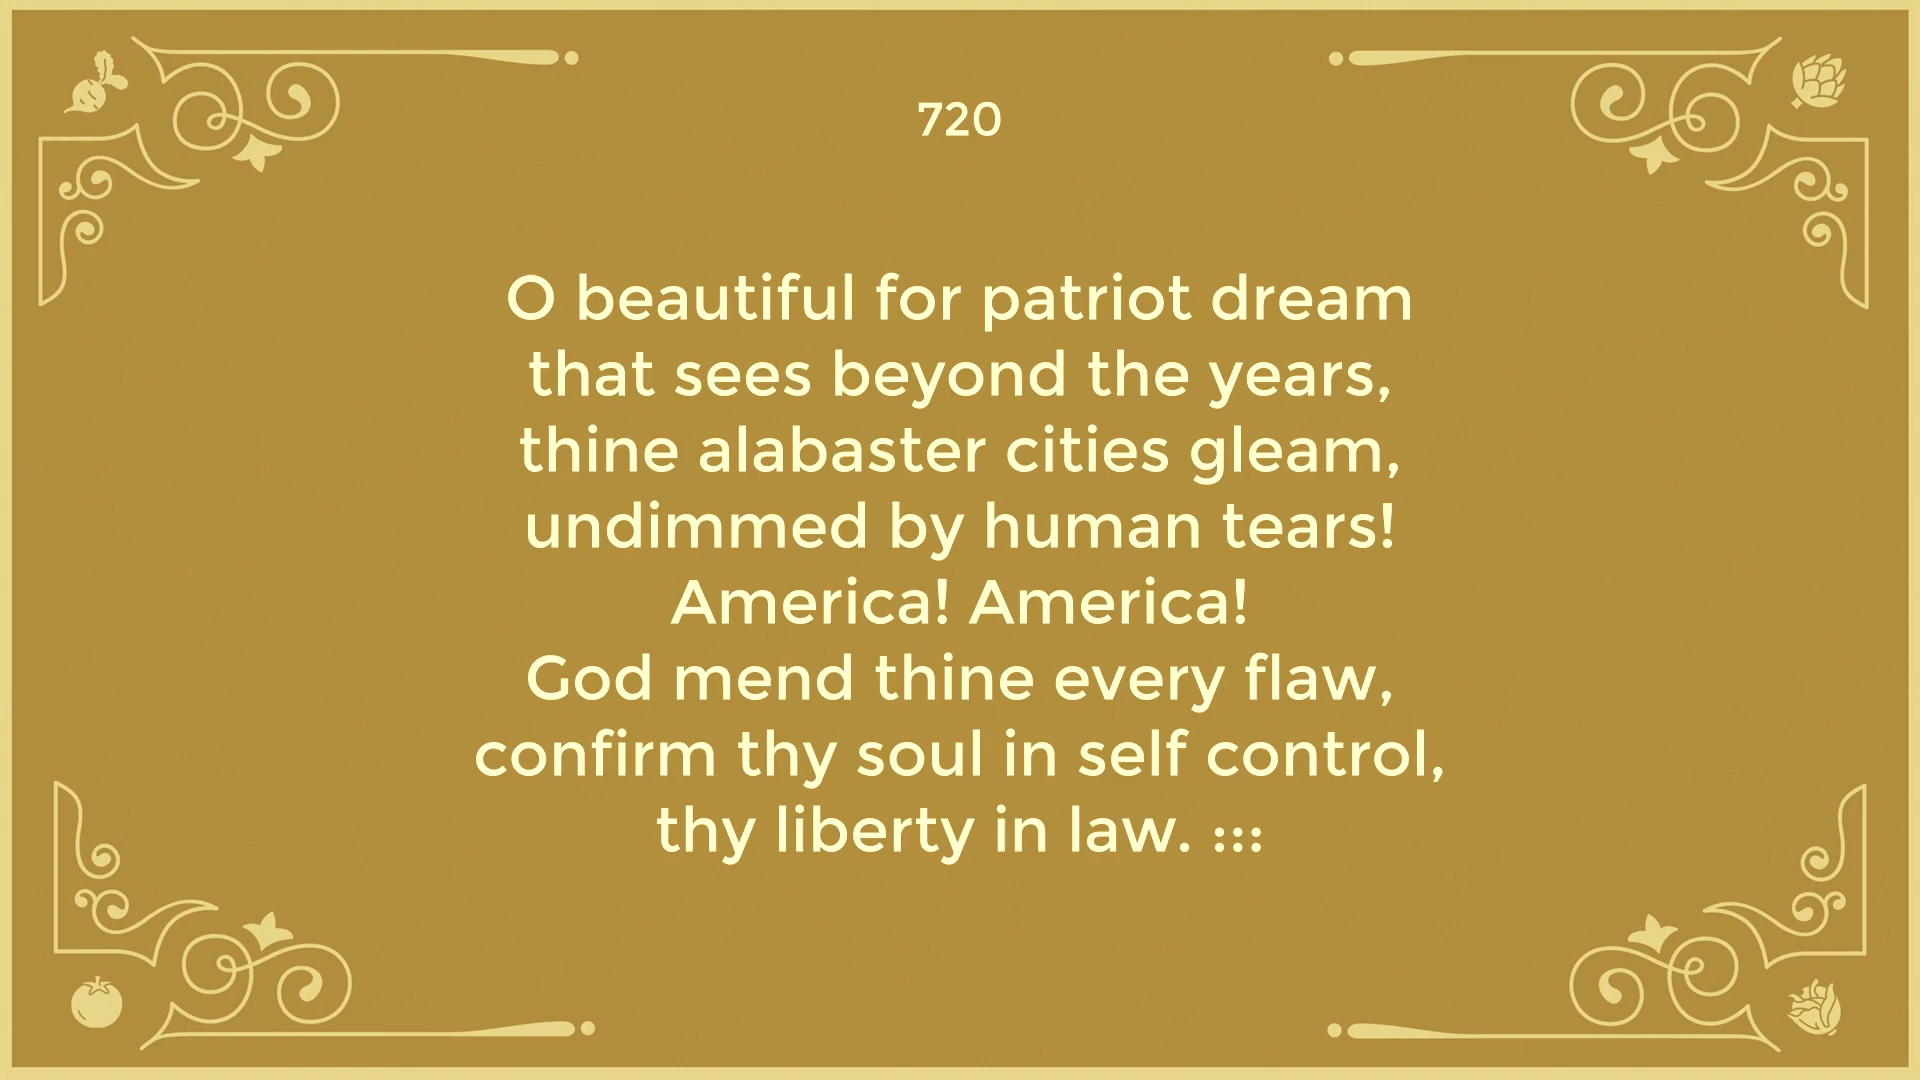 720
O beautiful for patriot dream
that sees beyond the years,
thine alabaster cities gleam,
undimmed by human tears!
America! America!
God mend thine every flaw,
confirm thy soul in self control,
thy liberty in law. :::